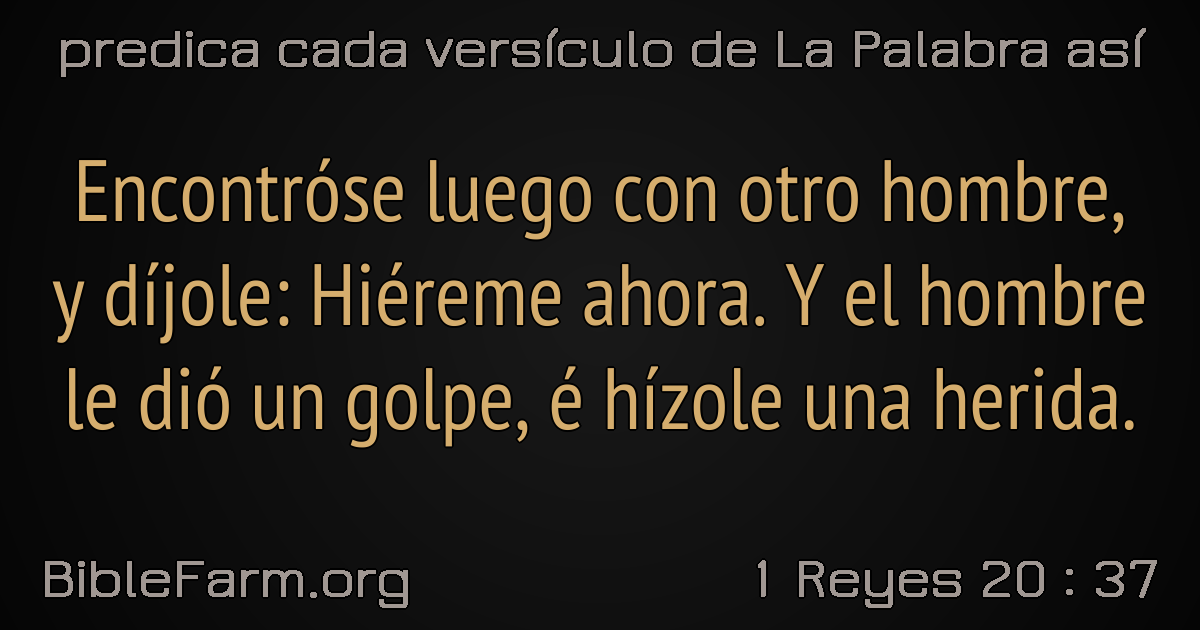 predica cada versículo de La Palabra así
Encontróse luego con otro hombre,
y díjole: Hiéreme ahora. Y el hombre
le dió un golpe, é hízole una herida.
BibleFarm.org
1 Reyes 20 : 37